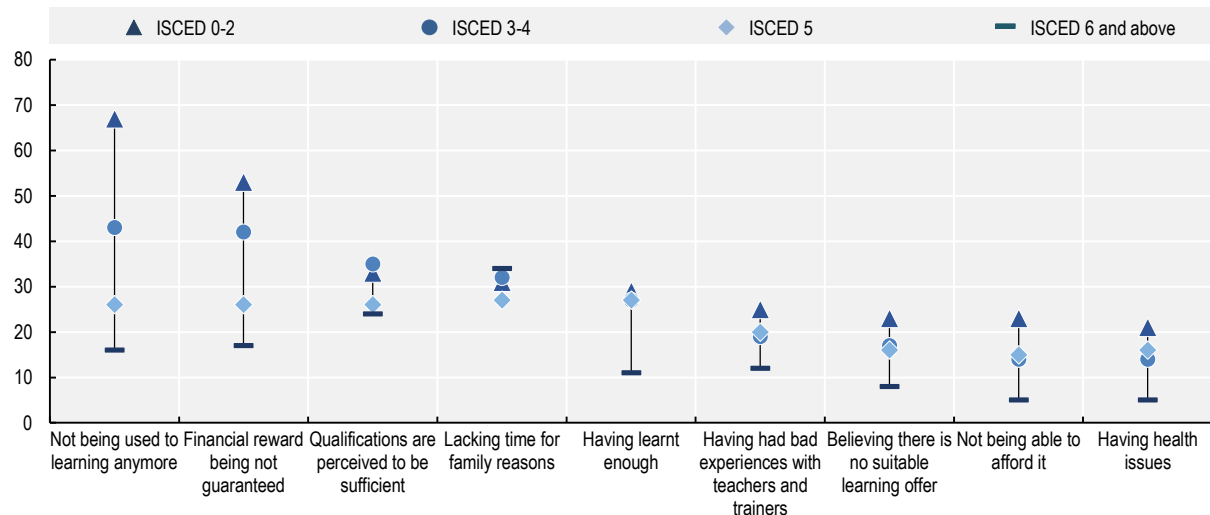 ISCED 0-2 ISCED 3-4 ISCED 5 ISCED 6 and above
80
70
60
50
40
30
20
10
0
Not being used to
learning anymore
Financial reward
being not
guaranteed
Qualifications are
perceived to be
sufficient
Lacking time for
family reasons
Having learnt
enough
Having had bad
experiences with
teachers and
trainers
Believing there is
no suitable
learning offer
Not being able to
afford it
Having health
issues